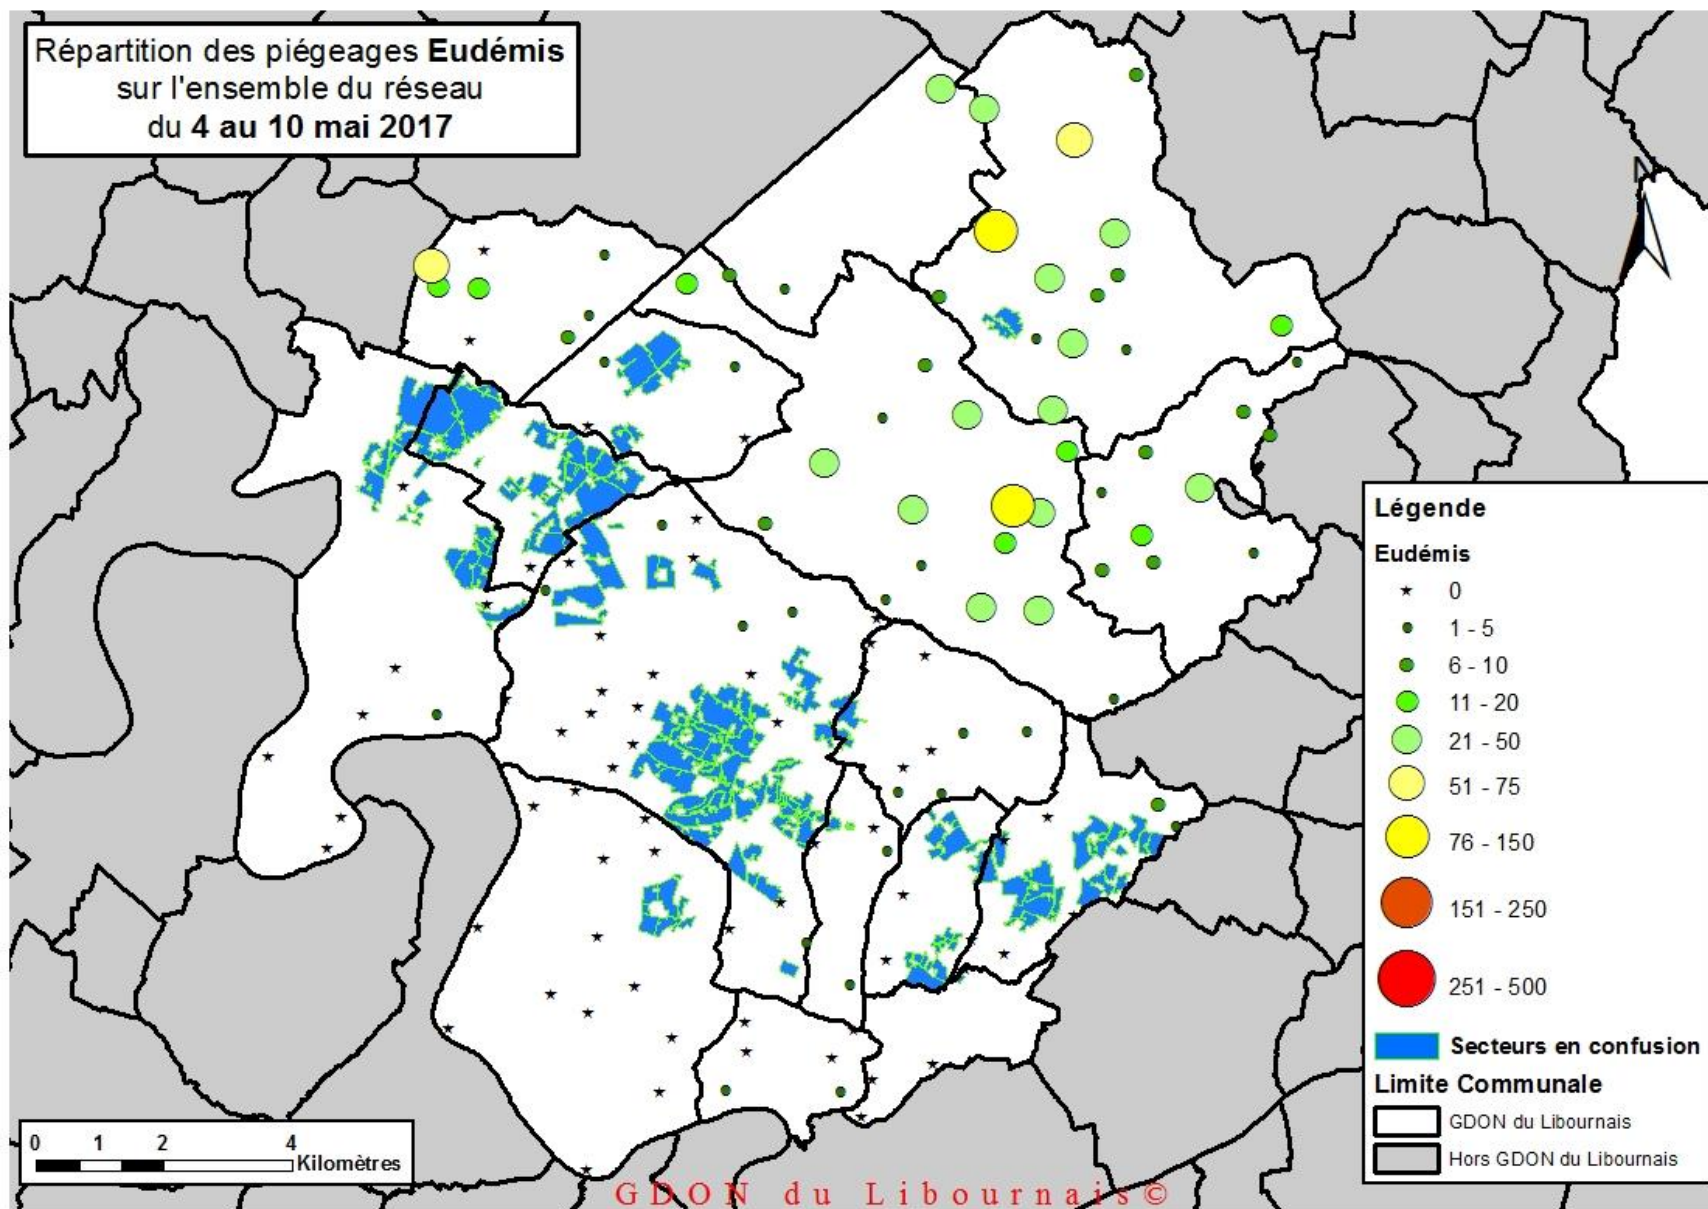 Répartition des piégeages Eudémis
sur l'ensemble du réseau
du 4 au 10 mai 2017
N
Légende
Eudémis
0
1 - 5
6 - 10
11 - 20
21 - 50
51 - 75
76 - 150
151 - 250
251 - 500
Secteurs en confusion
Limite Communale
GDON du Libournais
Hors GDON du Libournais
0 1 2 4
Kilomètres
GDON du Libournais©